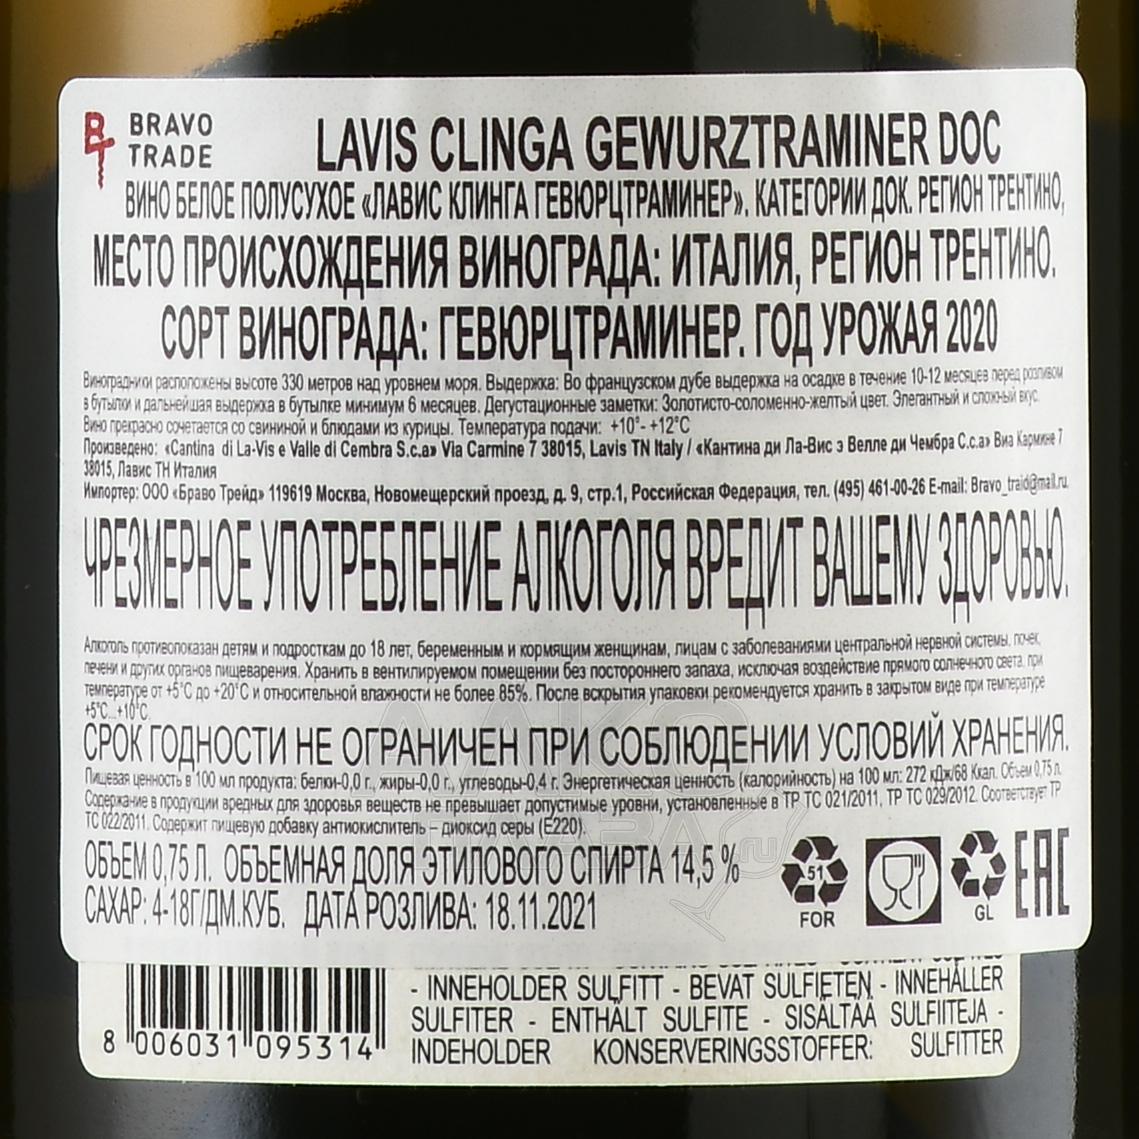 BRAVO
TRADE
LAVIS CLINGA GEWURZTRAMINER DOC
ВИНО БЕЛОЕ ПОЛУСУХОЕ «ЛАВИС КЛИНГА ГЕВЮРЦТРАМИНЕР». КАТЕГОРИИ ДОК. РЕГИОН ТРЕНТИНО,
МЕСТО ПРОИСХОЖДЕНИЯ ВИНОГРАДА: ИТАЛИЯ, РЕГИОН ТРЕНТИНО.
СОРТ ВИНОГРАДА: ГЕВЮРЦТРАМИНЕР. ГОД УРОЖАЯ 2020
Виноградники расположены высоте 330 метров над уровнем моря. Выдержка: Во французском дубе выдержка на осадке в течение 10-12 месяцев перед розливом
в бутылки и дальнейшая выдержка в бутылке минимум 6 месяцев. Дегустационные заметки: Золотисто-соломенно-желтый цвет. Элегантный и сложный вкус.
Вино прекрасно сочетается со свининой и блюдами из курицы. Температура подачи: +10°- +12°С
Произведено: «Cantina di La-Vis e Valle di Cembra S.c.a» Via Carmine 7 38015, Lavis TN Italy / «Кантина ди Ла-Вис э Велле ди Чембра С.с.а» Виа Кармине 7
38015, Лавис ТН Италия
Импортер: ООО «Браво Трейд» 119619 Москва, Новомещерский проезд, д. 9, стр.1, Российская Федерация, тел. (495) 461-00-26 E-mail: Bravo_traid@mail.ru.
ЧРЕЗМЕРНОЕ УПОТРЕБЛЕНИЕ АЛКОГОЛЯ ВРЕДИТ ВАШЕМУ ЗДОРОВЬЮ.
Алкоголь противопоказан детям и подросткам до 18 лет, беременным и кормящим женщинам, лицам с заболеваниями центральной нервной системы, почек,
печени и других органов пищеварения. Хранить в вентилируемом помещении без постороннего запаха, исключая воздействие прямого солнечного света, при
температуре от +5°С до +20°С и относительной влажности не более 85%. После вскрытия упаковки рекомендуется хранить в закрытом виде при температуре
+5°С...+10°С.
СРОК ГОДНОСТИ НЕ ОГРАНИЧЕН ПРИ СОБЛЮДЕНИИ УСЛОВИЙ ХРАНЕНИЯ.
Пищевая ценность в 100 мл продукта: белки-0,0 г., жиры-0,0 г., углеводы-0,4 г. Энергетическая ценность (калорийность) на 100 мл: 272 кДж/68 Ккал. Объем 0,75 л.
Содержание в продукции вредных для здоровья веществ не превышает допустимые уровни, установленные в ТР ТС 021/2011, ТР ТС 029/2012. Соответствует ТР
ТС 022/2011. Содержит пищевую добавку антиокислитель – диоксид серы (Е220).
ОБЪЕМ 0,75 Л. ОБЪЕМНАЯ ДОЛЯ ЭТИЛОВОГО СПИРТА 14,5 %
САХАР: 4-18Г/ДМ.КУБ. ДАТА РОЗЛИВА: 18.11.2021
51
FOR
GL
EAC
- INNEHOLDER SULFITT - BEVAT SULFIETEN - INNEHÅLLER
SULFITER - ENTHÄLT SULFITE - SISÄLTÄÄ SULFIITEJA -
INDEHOLDER KONSERVERINGSSTOFFER: SULFITTER
8 006031 095314